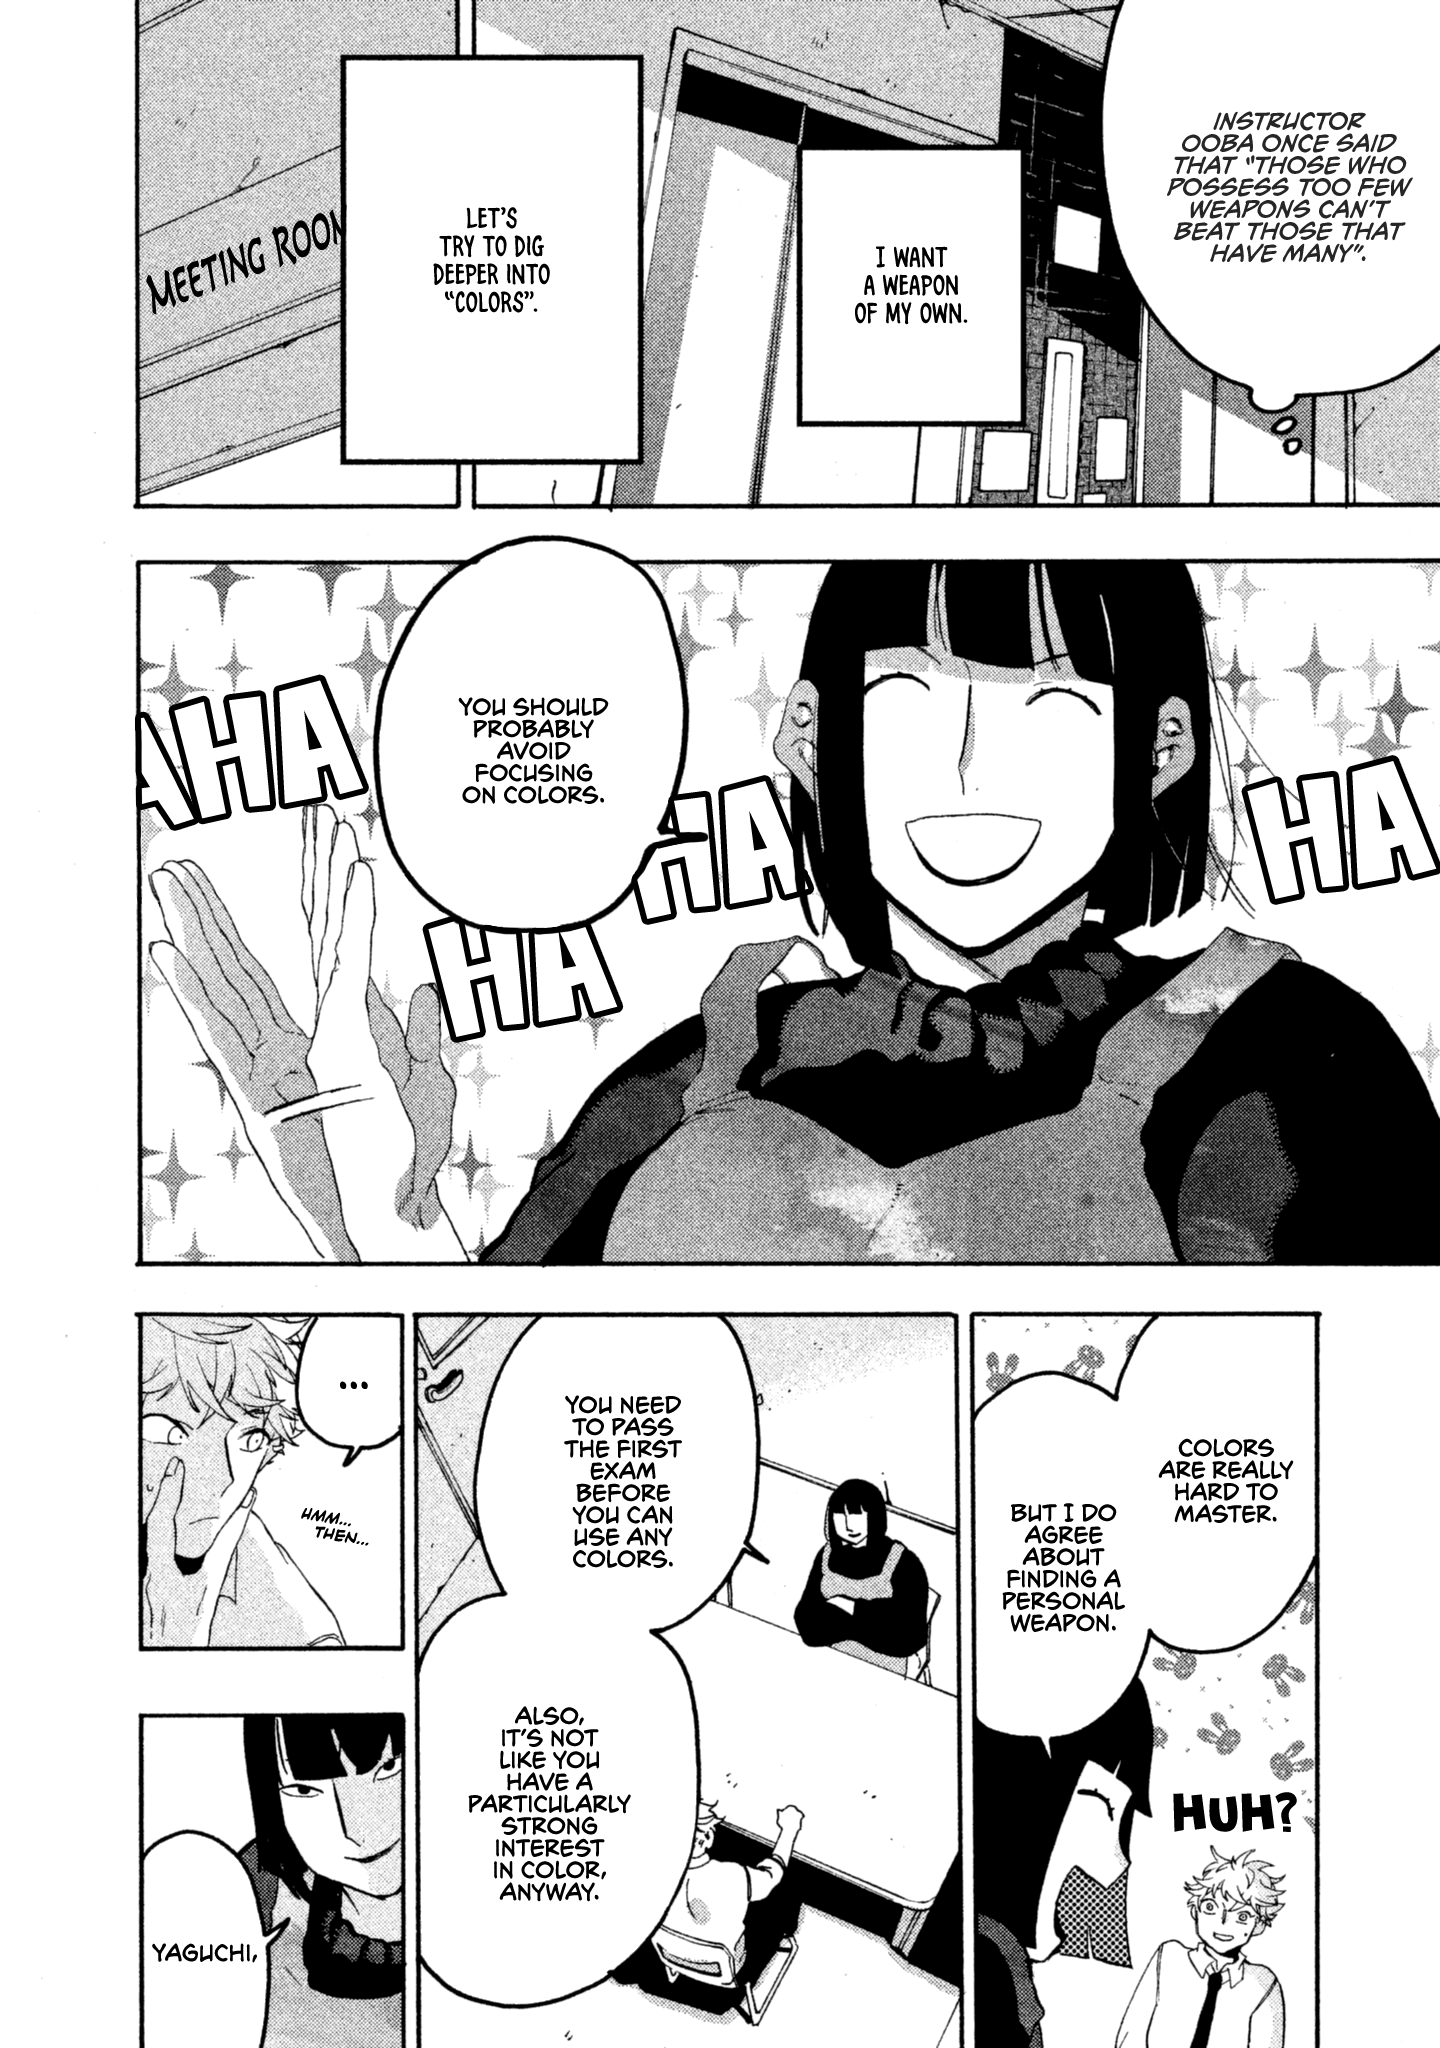 INSTRUCTOR
OOBA ONCE SAID
THAT "THOSE WHO
POSSESS TOO FEW
WEAPONS CAN'T
BEAT THOSE THAT
HAVE MANY".
I WANT
A WEAPON
OF MY OWN.
LET'S
TRY TO DIG
DEEPER INTO
"COLORS".
MEETING ROOM
YOU SHOULD
PROBABLY
AVOID
FOCUSING
ON COLORS.
HA
HA
HA
AHA
COLORS
ARE REALLY
HARD TO
MASTER.
BUT I DO
AGREE
ABOUT
FINDING A
PERSONAL
WEAPON.
HUH?
YOU NEED
TO PASS
THE FIRST
EXAM
BEFORE
YOU CAN
USE ANY
COLORS.
ALSO,
IT'S NOT
LIKE YOU
HAVE A
PARTICULARLY
STRONG
INTEREST
IN COLOR,
ANYWAY.
...
UMM...
THEN...
YAGUCHI,